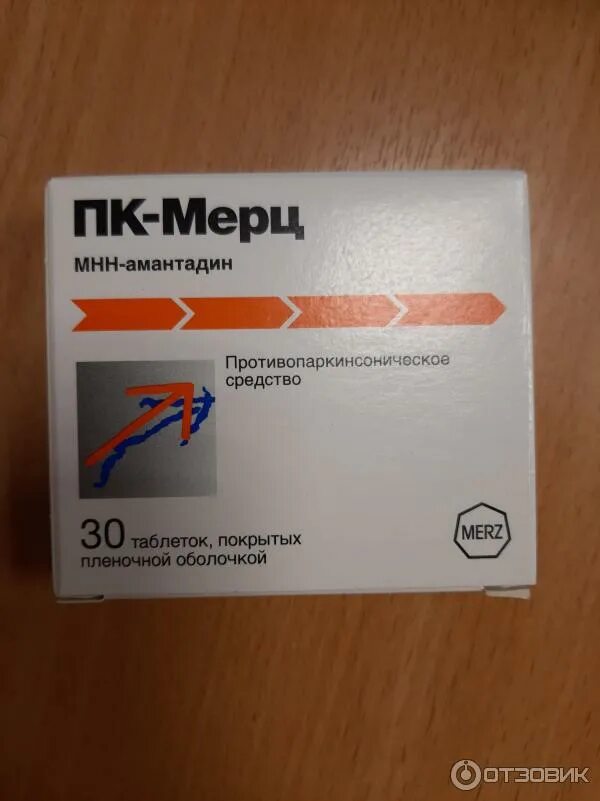 ПК-Мерц
МНН-амантадин
Противопаркинсоническое
средство
30 таблеток, покрытых
пленочной оболочкой
MERZ
ОТЗОВИК